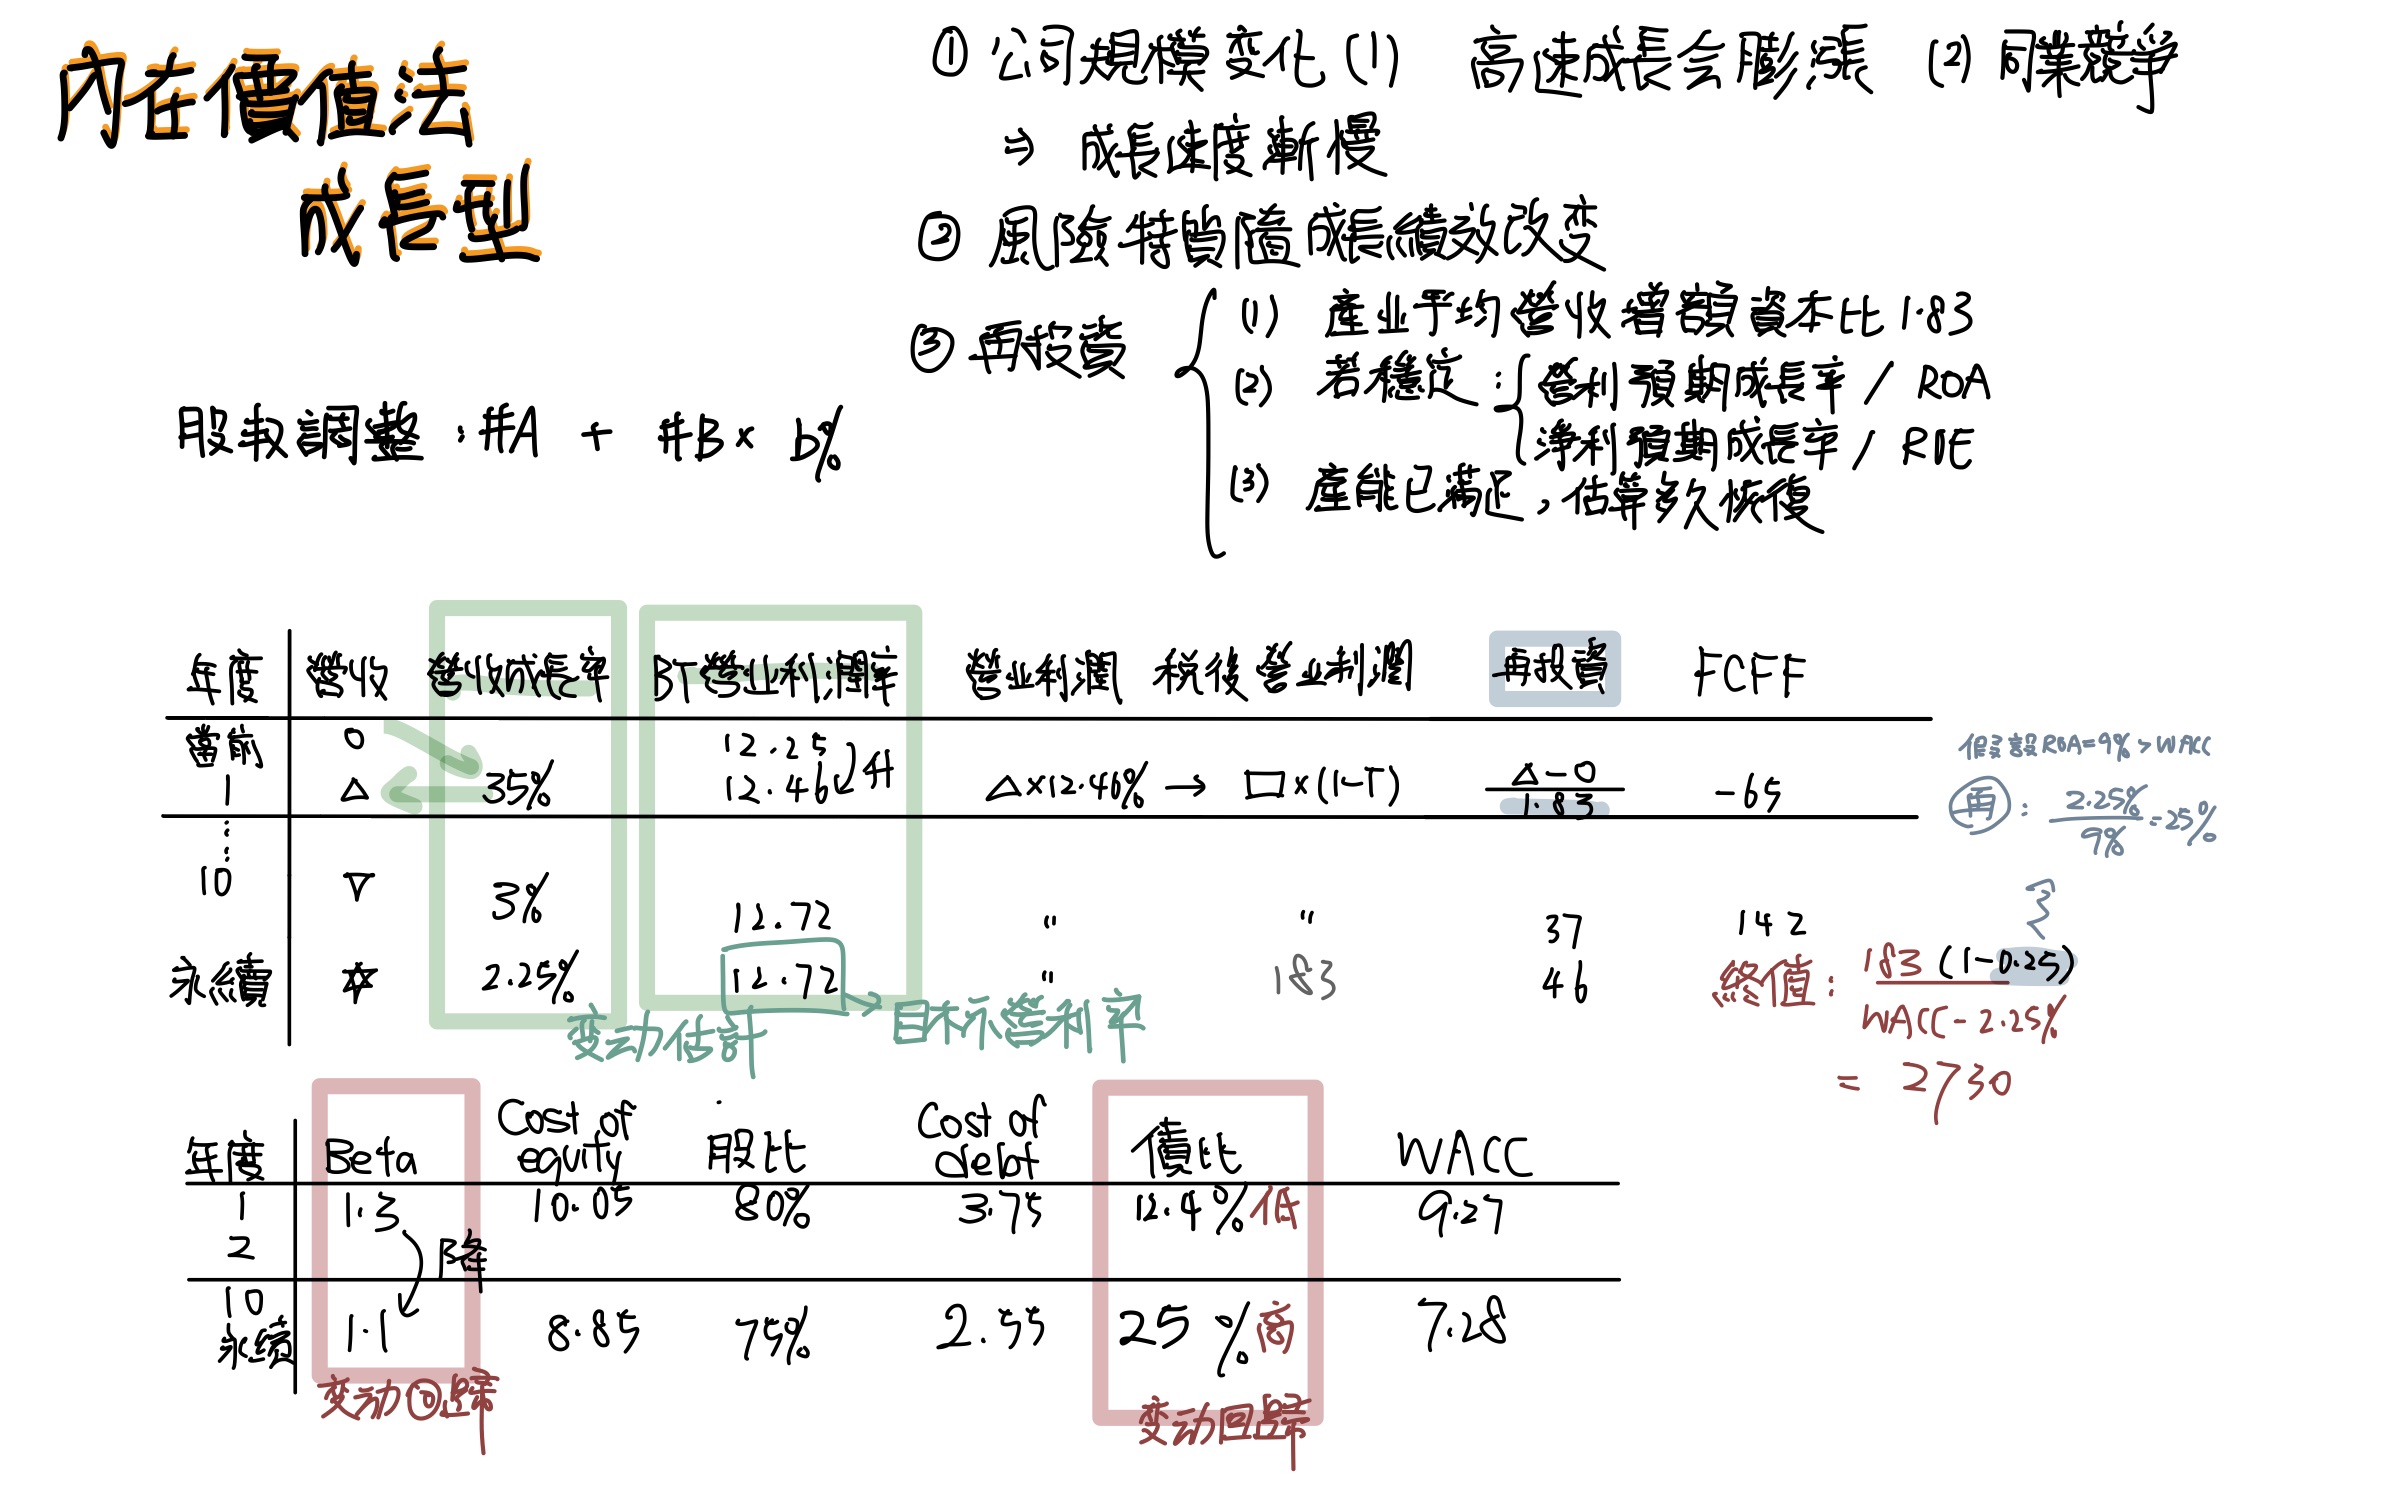 內在價值法
成長型
① 公司規模变化 (1) 高速成長会膨漲 (2) 同業競爭
⇒ 成長速度漸慢
② 風險特質隨成長績效改变
③ 再投資
(1) 產业平均營收增額資本比 1.83
(2) 若穩定：營利預期成長率 / ROA
淨利預期成長率 / ROE
(3) 產能已滿足，估算多久恢復
股权調整：#A + #B × b%
年度 營收 營收成長率 BT營业利潤率 營业利潤 稅後營业利潤 再投資 FCFF
當前 ○ 12.25
1 △ 35% 12.46 升 △×12.46% → □×(1-T) △-○/1.83 -65
⋮
10 ▽ 3% 12.72 " " 37 142
永續 ☆ 2.25% 12.72 " 183 46
变动估計
→ 目标營利率
假設ROA=9%>WACC
再：2.25%/9%=25%
終值：183(1-0.25)/WACC-2.25%
= 2730
年度 Beta Cost of equity 股比 Cost of debt 債比 WACC
1 1.3 10.05 80% 3.75 12.4% 低 9.27
2 降
10
永續 1.1 8.85 75% 2.55 25% 高 7.28
变动回歸
变动回歸